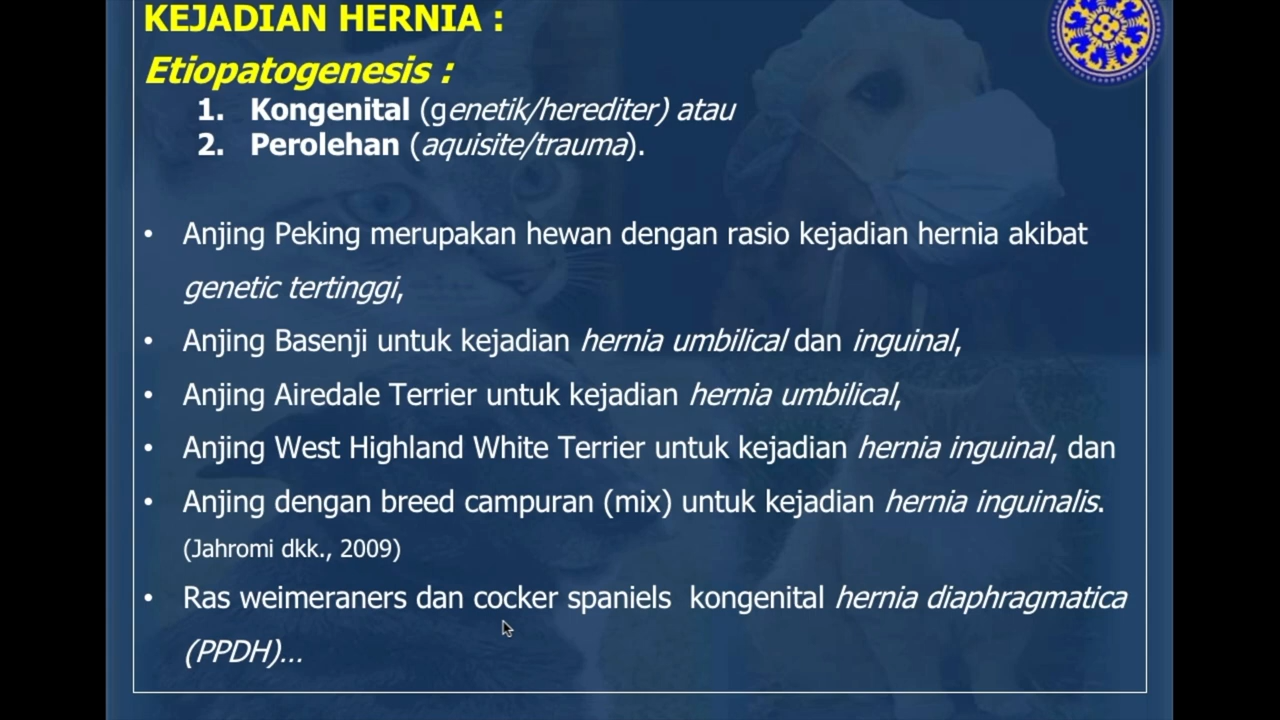 KEJADIAN HERNIA :
Etiopatogenesis :
1. Kongenital (genetik/herediter) atau
2. Perolehan (aquisite/trauma).
• Anjing Peking merupakan hewan dengan rasio kejadian hernia akibat
genetic tertinggi,
• Anjing Basenji untuk kejadian hernia umbilical dan inguinal,
• Anjing Airedale Terrier untuk kejadian hernia umbilical,
• Anjing West Highland White Terrier untuk kejadian hernia inguinal, dan
• Anjing dengan breed campuran (mix) untuk kejadian hernia inguinalis.
(Jahromi dkk., 2009)
• Ras weimeraners dan cocker spaniels kongenital hernia diaphragmatica
(PPDH)...